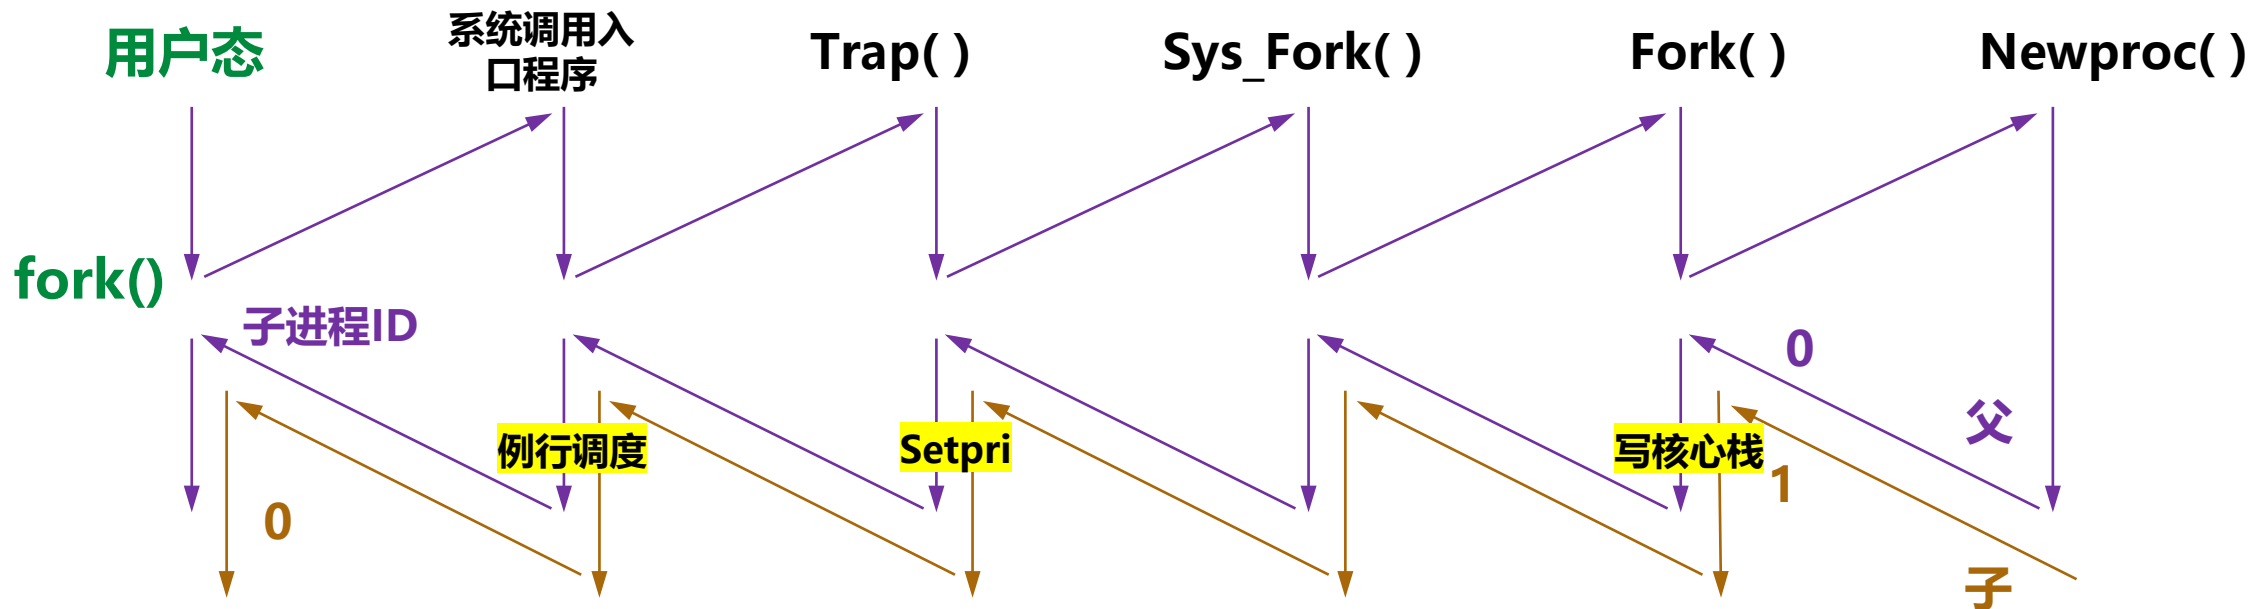 用户态
系统调用入
口程序
Trap( )
Sys_Fork( )
Fork( )
Newproc( )
fork()
子进程ID
0
父
例行调度
Setpri
写核心栈
1
0
子